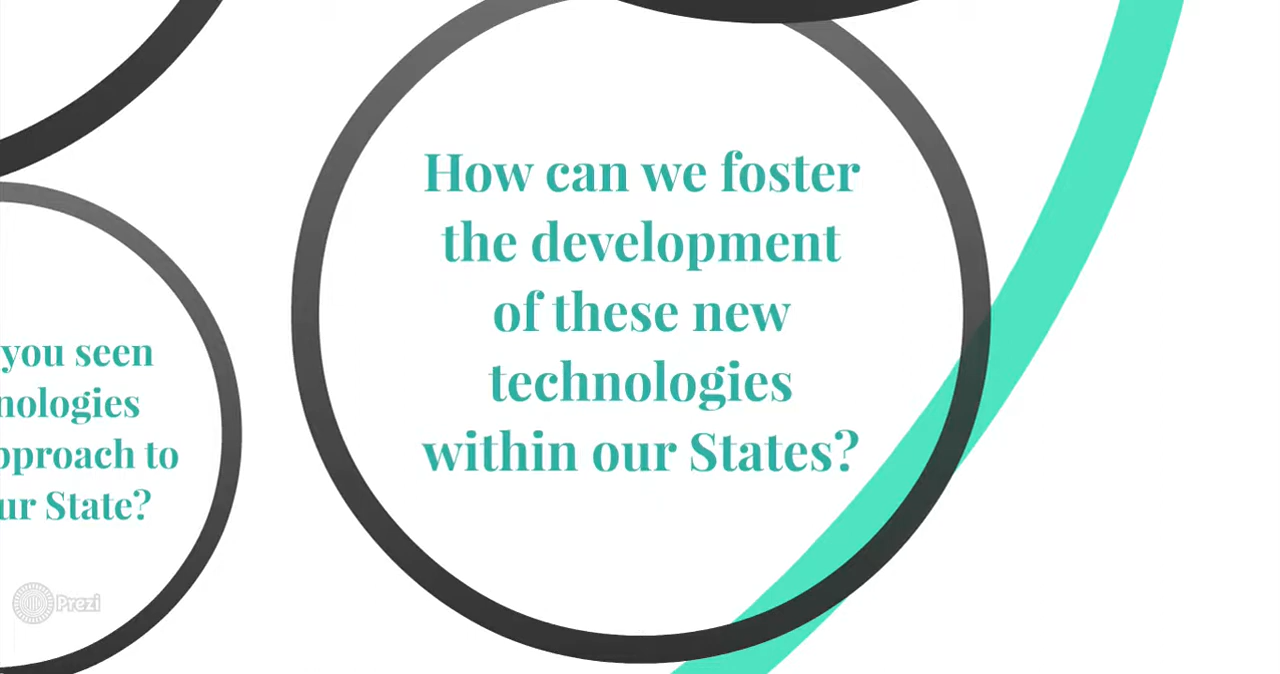 How can we foster
the development
of these new
technologies
within our States?
you seen
nologies
pproach to
ur State?
Prezi